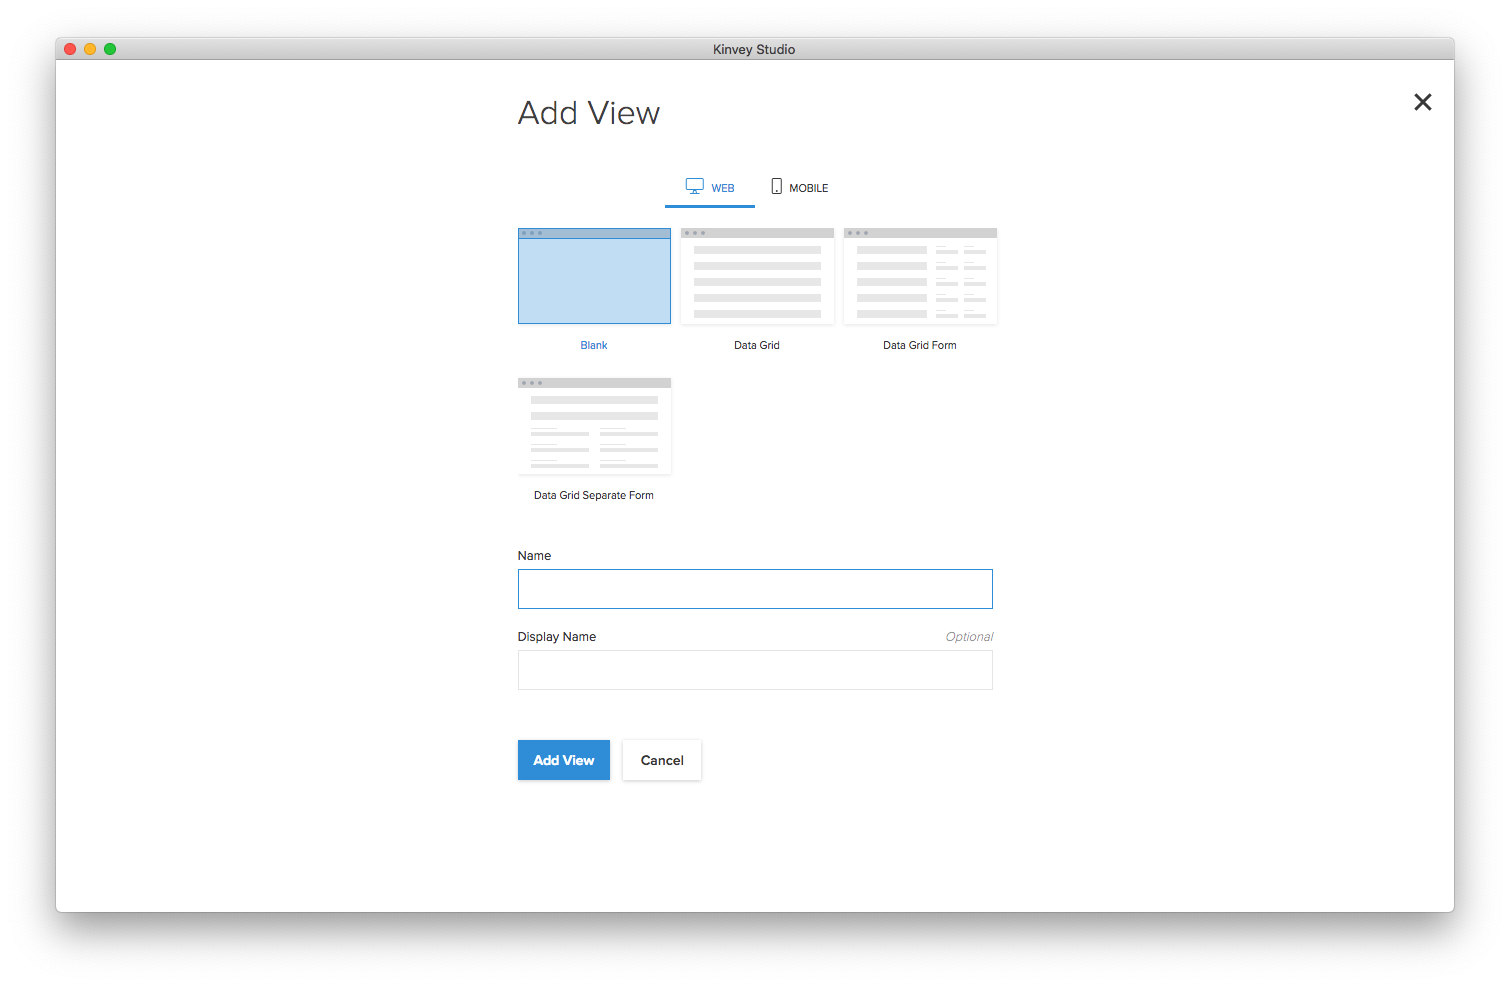 Kinvey Studio
Add View
WEB
MOBILE
Blank
Data Grid
Data Grid Form
Data Grid Separate Form
Name
Display Name
Optional
Add View
Cancel